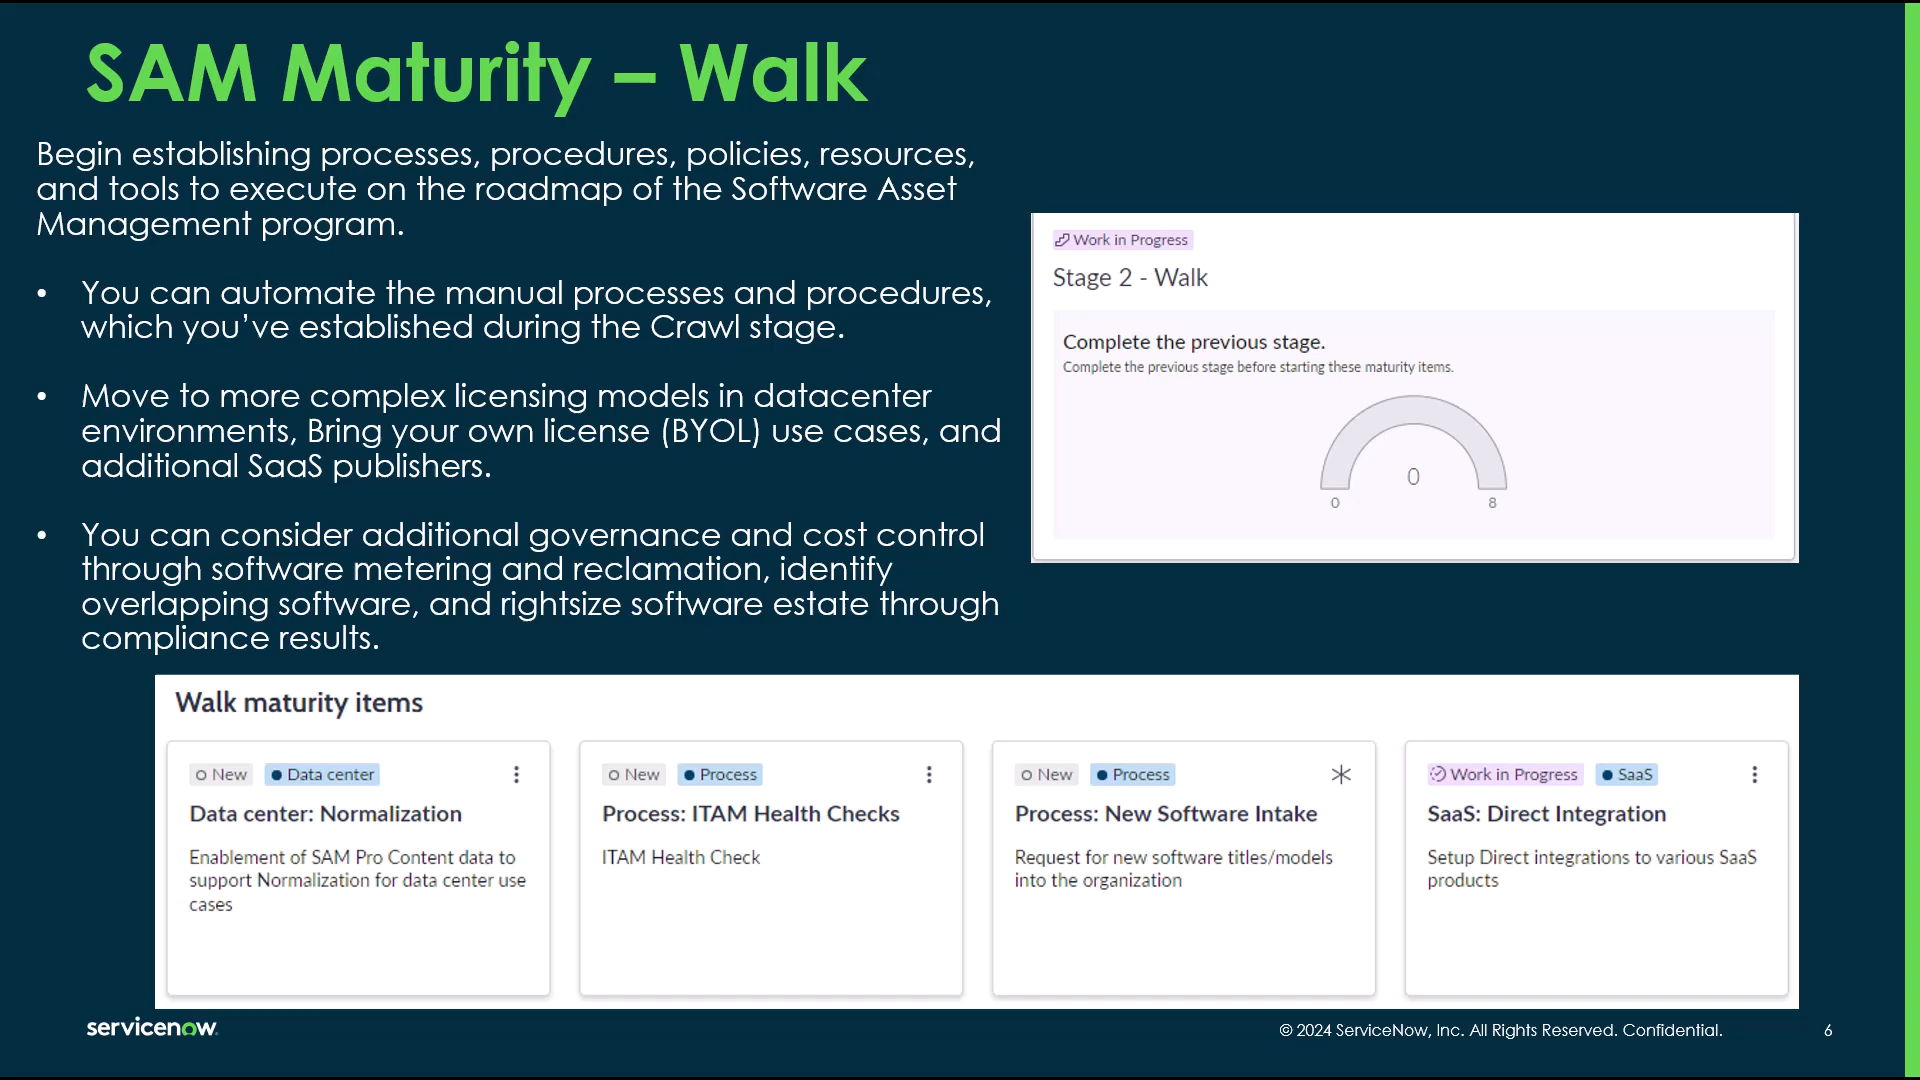 SAM Maturity – Walk
Begin establishing processes, procedures, policies, resources,
and tools to execute on the roadmap of the Software Asset
Management program.
• You can automate the manual processes and procedures,
which you’ve established during the Crawl stage.
• Move to more complex licensing models in datacenter
environments, Bring your own license (BYOL) use cases, and
additional SaaS publishers.
• You can consider additional governance and cost control
through software metering and reclamation, identify
overlapping software, and rightsize software estate through
compliance results.
Work in Progress
Stage 2 - Walk
Complete the previous stage.
Complete the previous stage before starting these maturity items.
0
0 8
Walk maturity items
New Data center
Data center: Normalization
Enablement of SAM Pro Content data to
support Normalization for data center use
cases
New Process
Process: ITAM Health Checks
ITAM Health Check
New Process
Process: New Software Intake
Request for new software titles/models
into the organization
Work in Progress SaaS
SaaS: Direct Integration
Setup Direct integrations to various SaaS
products
servicenow
© 2024 ServiceNow, Inc. All Rights Reserved. Confidential.
6